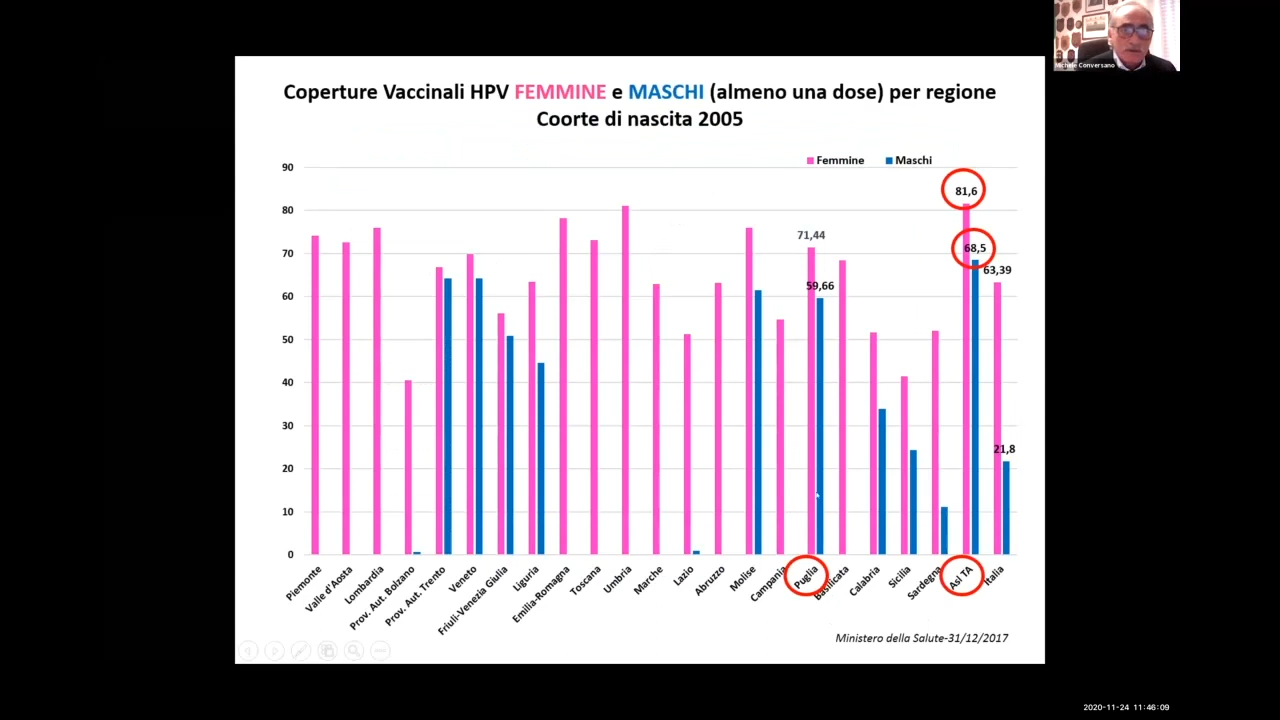 Michele Conversano
Coperture Vaccinali HPV FEMMINE e MASCHI (almeno una dose) per regione
Coorte di nascita 2005
Femmine Maschi
90
80
70
60
50
40
30
20
10
0
81,6
71,44
68,5
63,39
59,66
21,8
Piemonte
Valle d'Aosta
Lombardia
Prov. Aut. Bolzano
Prov. Aut. Trento
Veneto
Friuli-Venezia Giulia
Liguria
Emilia-Romagna
Toscana
Umbria
Marche
Lazio
Abruzzo
Molise
Campania
Puglia
Basilicata
Calabria
Sicilia
Sardegna
Asl TA
Italia
Ministero della Salute-31/12/2017
2020-11-24 11:46:09